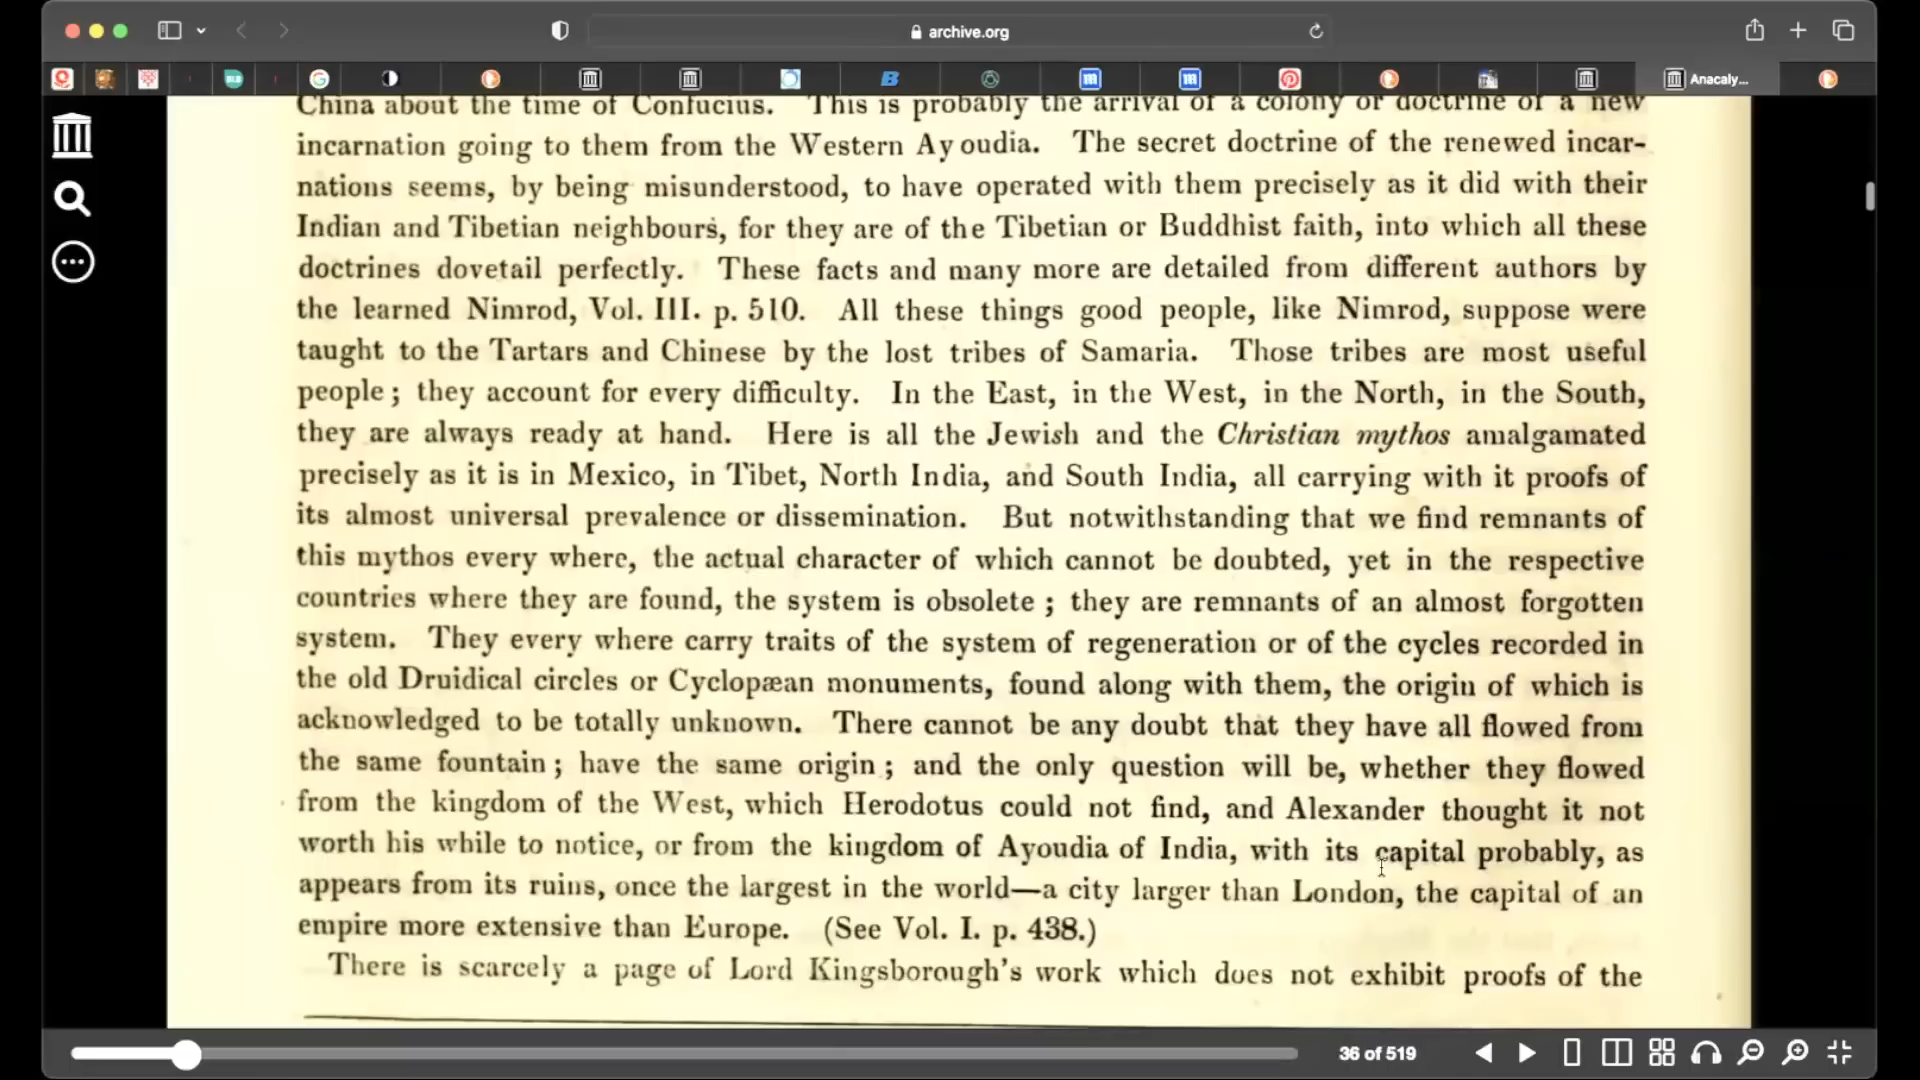 archive.org
BLB
Anacaly...
China about the time of Confucius. This is probably the arrival of a colony or doctrine of a new
incarnation going to them from the Western Ayoudia. The secret doctrine of the renewed incar-
nations seems, by being misunderstood, to have operated with them precisely as it did with their
Indian and Tibetian neighbours, for they are of the Tibetian or Buddhist faith, into which all these
doctrines dovetail perfectly. These facts and many more are detailed from different authors by
the learned Nimrod, Vol. III. p. 510. All these things good people, like Nimrod, suppose were
taught to the Tartars and Chinese by the lost tribes of Samaria. Those tribes are most useful
people; they account for every difficulty. In the East, in the West, in the North, in the South,
they are always ready at hand. Here is all the Jewish and the Christian mythos amalgamated
precisely as it is in Mexico, in Tibet, North India, and South India, all carrying with it proofs of
its almost universal prevalence or dissemination. But notwithstanding that we find remnants of
this mythos every where, the actual character of which cannot be doubted, yet in the respective
countries where they are found, the system is obsolete; they are remnants of an almost forgotten
system. They every where carry traits of the system of regeneration or of the cycles recorded in
the old Druidical circles or Cyclopæan monuments, found along with them, the origin of which is
acknowledged to be totally unknown. There cannot be any doubt that they have all flowed from
the same fountain; have the same origin; and the only question will be, whether they flowed
from the kingdom of the West, which Herodotus could not find, and Alexander thought it not
worth his while to notice, or from the kingdom of Ayoudia of India, with its capital probably, as
appears from its ruins, once the largest in the world—a city larger than London, the capital of an
empire more extensive than Europe. (See Vol. I. p. 438.)
There is scarcely a page of Lord Kingsborough's work which does not exhibit proofs of the
36 of 519